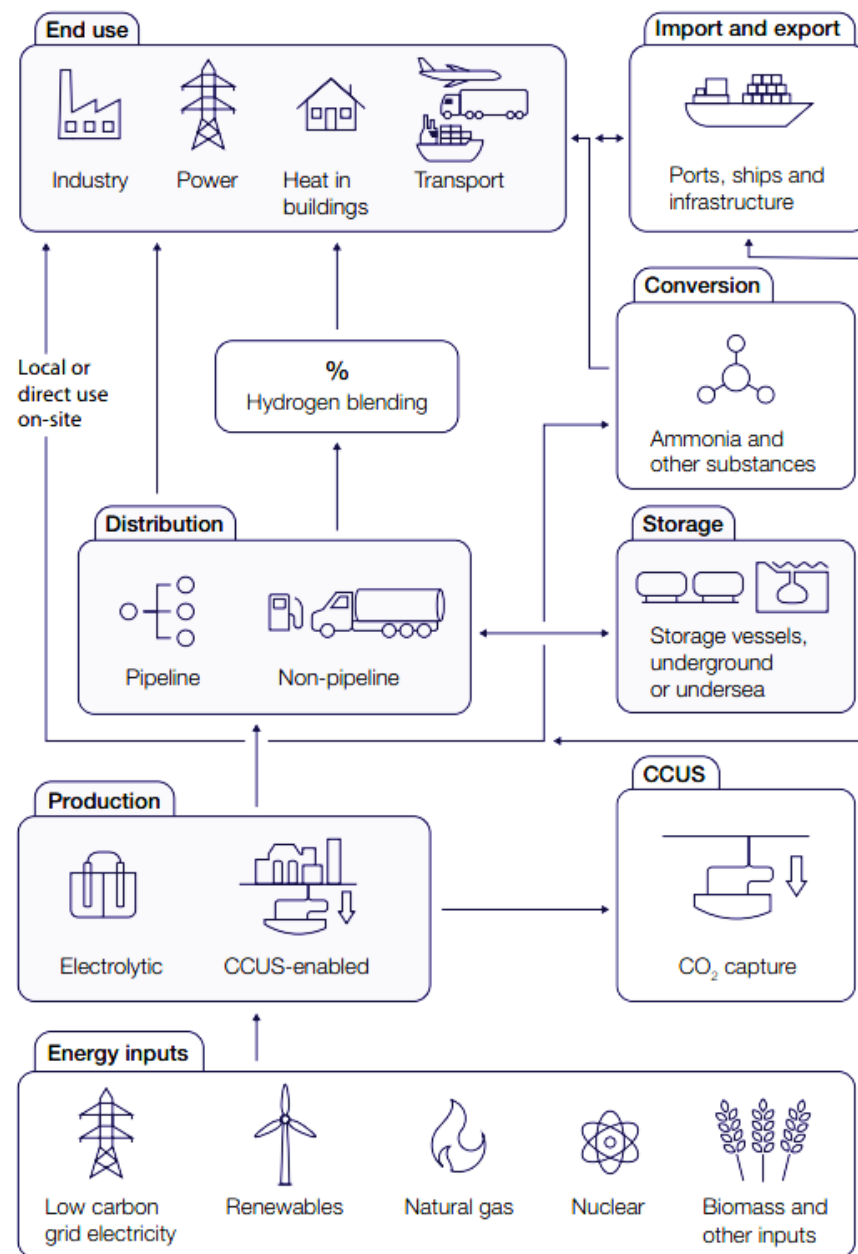 End use
Industry
Power
Heat in
buildings
Transport
Import and export
Ports, ships and
infrastructure
Conversion
Ammonia and
other substances
Local or
direct use
on-site
%
Hydrogen blending
Distribution
Pipeline
Non-pipeline
Storage
Storage vessels,
underground
or undersea
Production
Electrolytic
CCUS-enabled
CCUS
CO₂ capture
Energy inputs
Low carbon
grid electricity
Renewables
Natural gas
Nuclear
Biomass and
other inputs